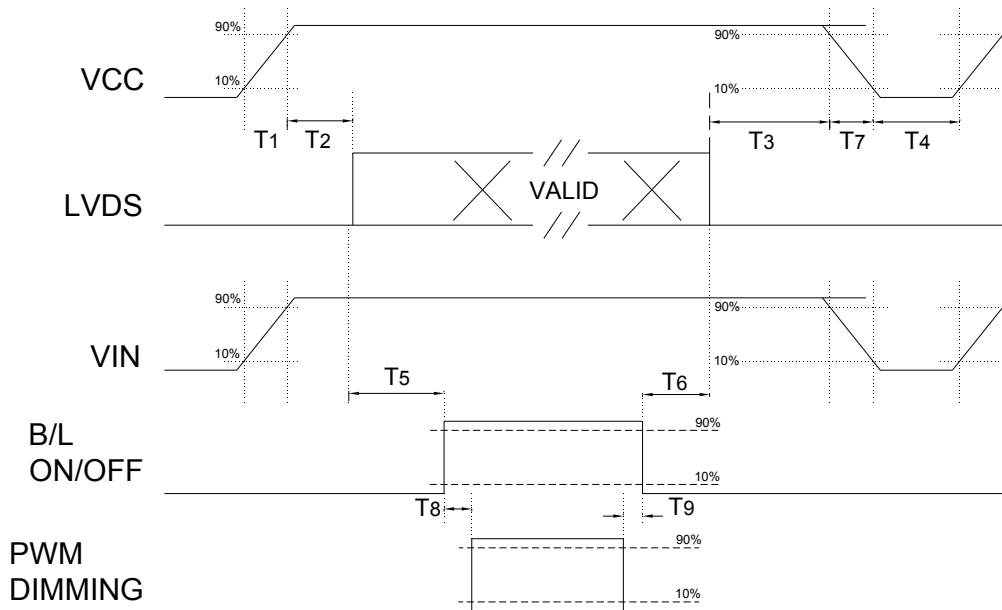 90%
90%
VCC
10%
10%
T1
T2
T3
T7
T4
LVDS
VALID
90%
90%
VIN
10%
10%
T5
T6
B/L
ON/OFF
90%
10%
T8
T9
PWM
DIMMING
90%
10%